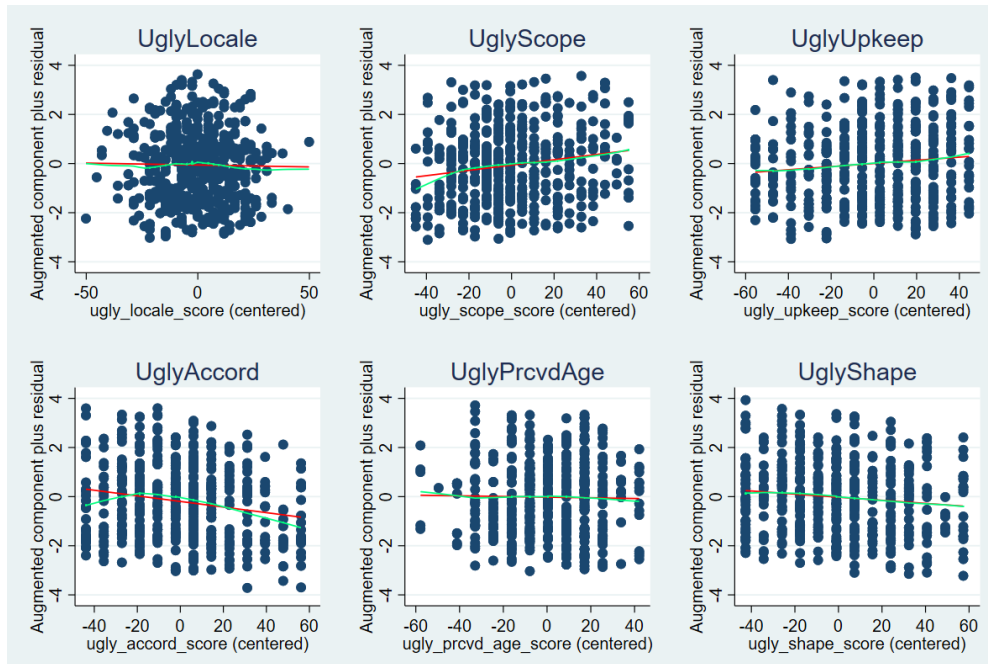 UglyLocale
Augmented component plus residual
4
2
0
-2
-4
-50 0 50
ugly_locale_score (centered)
UglyScope
Augmented component plus residual
4
2
0
-2
-4
-40 -20 0 20 40 60
ugly_scope_score (centered)
UglyUpkeep
Augmented component plus residual
4
2
0
-2
-4
-60 -40 -20 0 20 40
ugly_upkeep_score (centered)
UglyAccord
Augmented component plus residual
4
2
0
-2
-4
-40 -20 0 20 40 60
ugly_accord_score (centered)
UglyPrcvdAge
Augmented component plus residual
4
2
0
-2
-4
-60 -40 -20 0 20 40
ugly_prcvd_age_score (centered)
UglyShape
Augmented component plus residual
4
2
0
-2
-4
-40 -20 0 20 40 60
ugly_shape_score (centered)